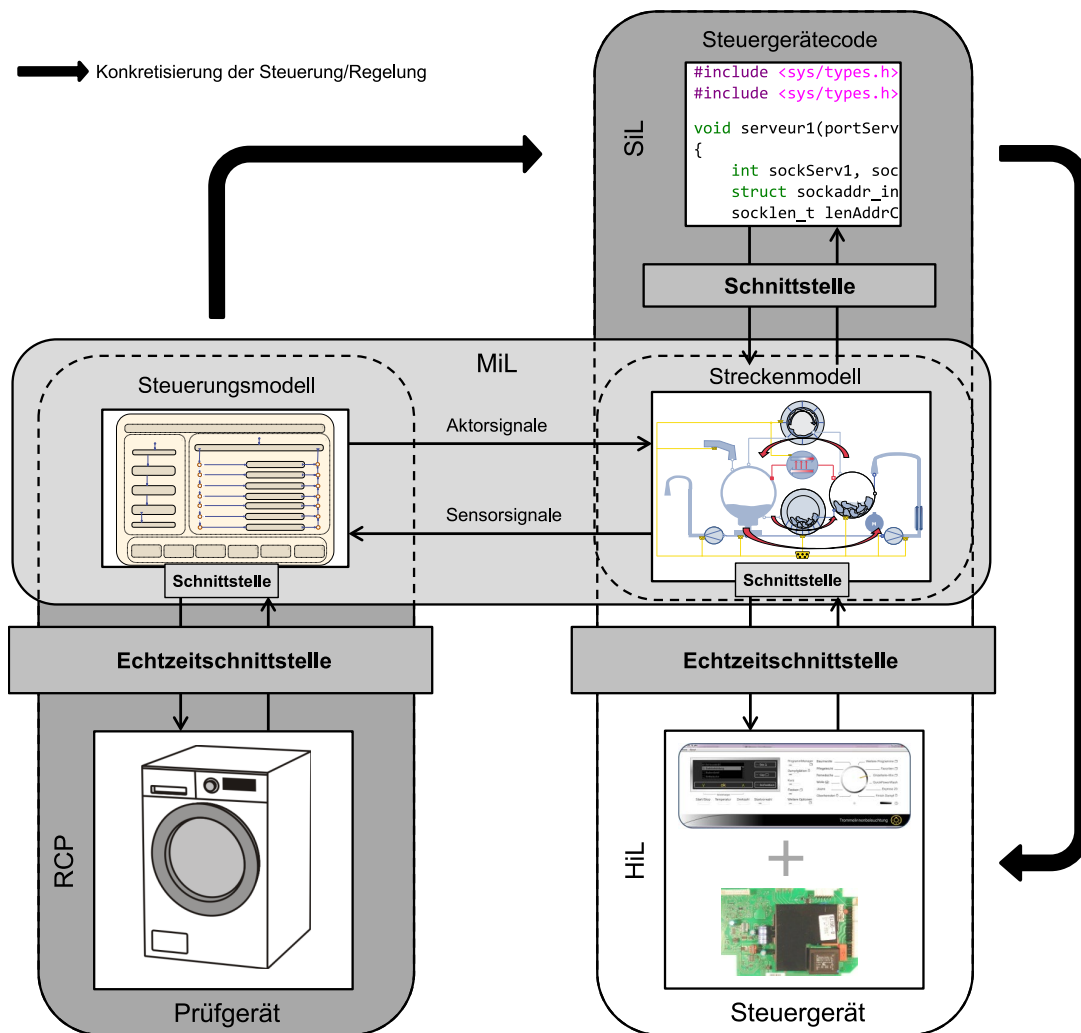 Konkretisierung der Steuerung/Regelung
Steuergerätecode
#include <sys/types.h>
#include <sys/types.h>
void serveur1(portServ
{
int sockServ1, soc
struct sockaddr_in
socklen_t lenAddrC
SiL
Schnittstelle
MiL
Steuerungsmodell
Streckenmodell
Aktorsignale
Sensorsignale
M
Schnittstelle
Schnittstelle
Echtzeitschnittstelle
Echtzeitschnittstelle
RCP
HiL
Trommelinnenbeleuchtung
Prüfgerät
Steuergerät